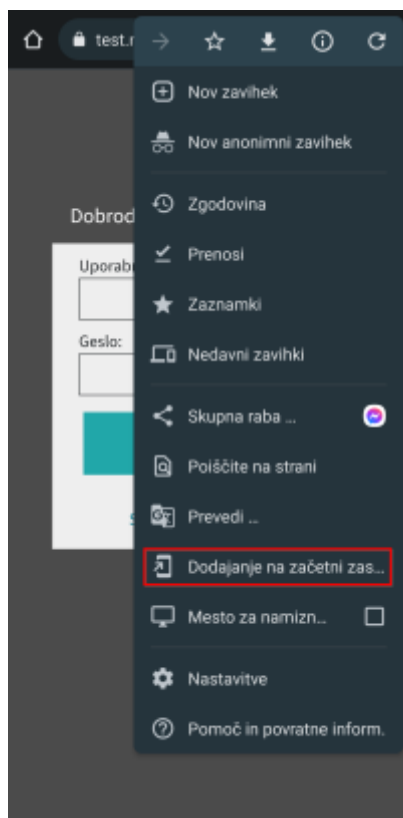 test.r
Nov zavihek
Nov anonimni zavihek
Zgodovina
Dobrod
Prenosi
Uporab
Zaznamki
Geslo:
Nedavni zavihki
Skupna raba ...
Poiščite na strani
Prevedi ...
Dodajanje na začetni zas...
Mesto za namizn...
Nastavitve
Pomoč in povratne inform.